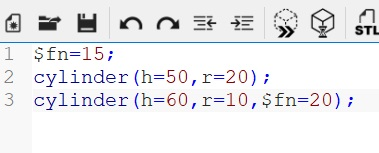 STL
1 $fn=15;
2 cylinder(h=50,r=20);
3 cylinder(h=60,r=10,$fn=20);